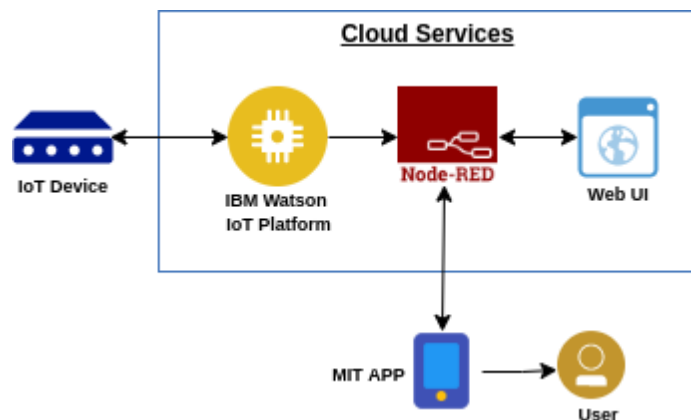 Cloud Services
IoT Device
IBM Watson
IoT Platform
Node-RED
Web UI
MIT APP
User